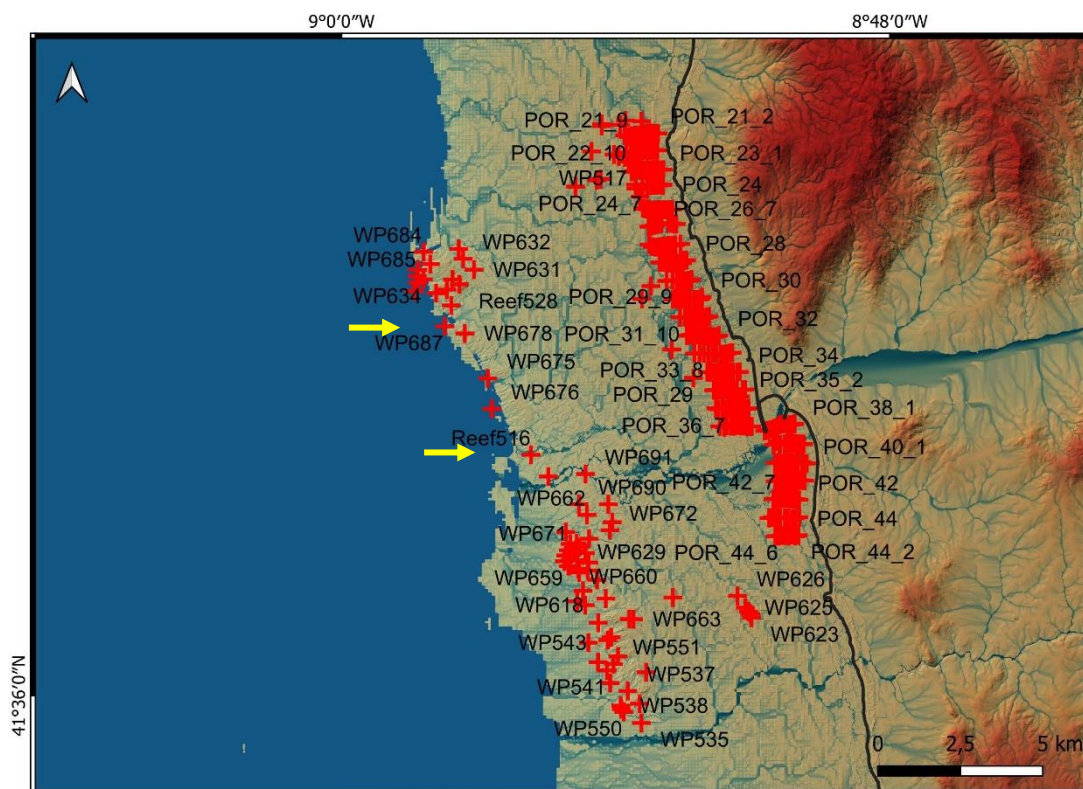 9°0′0″W
8°48′0″W
POR_21_9
POR_21_2
POR_22_10
POR_23_1
WP517
POR_24
POR_24_7
POR_26_7
WP684
WP632
POR_28
WP685
WP631
POR_30
WP634
Reef528
POR_29_9
POR_32
WP687
WP678
POR_31_10
POR_34
WP675
POR_33_8
POR_35_2
WP676
POR_29
POR_38_1
POR_36_7
Reef516
POR_40_1
WP691
WP662
WP690
POR_42_7
POR_42
WP672
POR_44
WP671
WP629
POR_44_6
POR_44_2
WP659
WP660
WP626
WP618
WP663
WP625
WP623
WP543
WP551
WP537
WP541
WP538
WP550
WP535
41°36′0″N
0
2,5
5 km